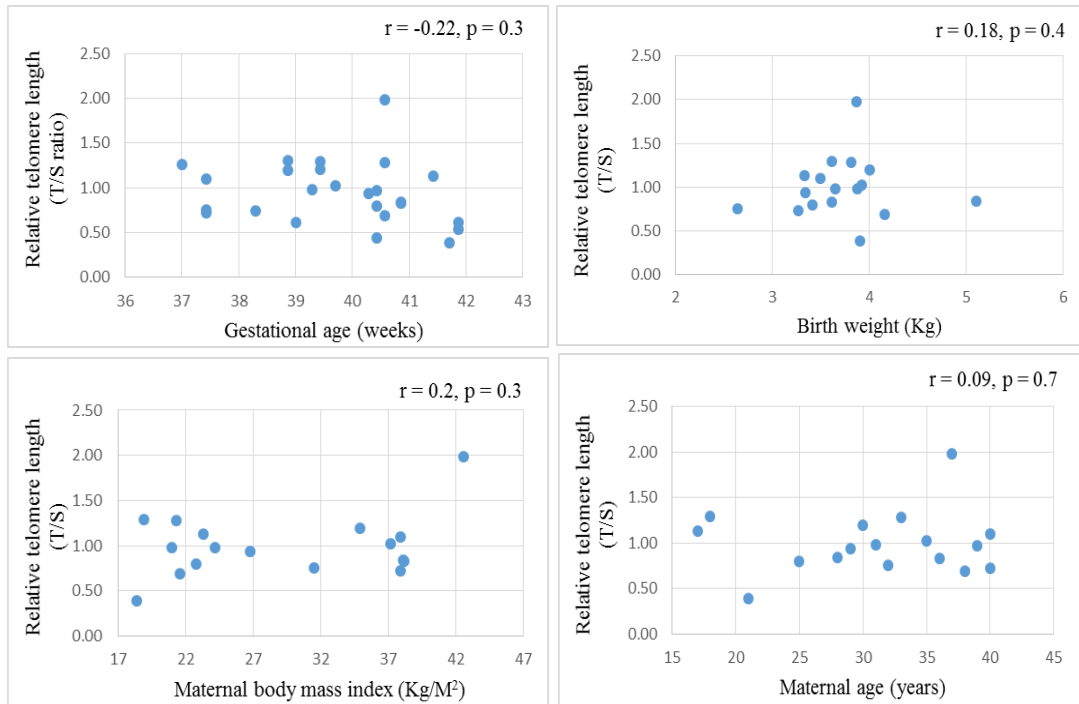 r = -0.22, p = 0.3
Relative telomere length
(T/S ratio)
2.50
2.00
1.50
1.00
0.50
0.00
36 37 38 39 40 41 42 43
Gestational age (weeks)
r = 0.18, p = 0.4
Relative telomere length
(T/S)
2.50
2.00
1.50
1.00
0.50
0.00
2 3 4 5 6
Birth weight (Kg)
r = 0.2, p = 0.3
Relative telomere length
(T/S)
2.50
2.00
1.50
1.00
0.50
0.00
17 22 27 32 37 42 47
Maternal body mass index (Kg/M²)
r = 0.09, p = 0.7
Relative telomere length
(T/S)
2.50
2.00
1.50
1.00
0.50
0.00
15 20 25 30 35 40 45
Maternal age (years)